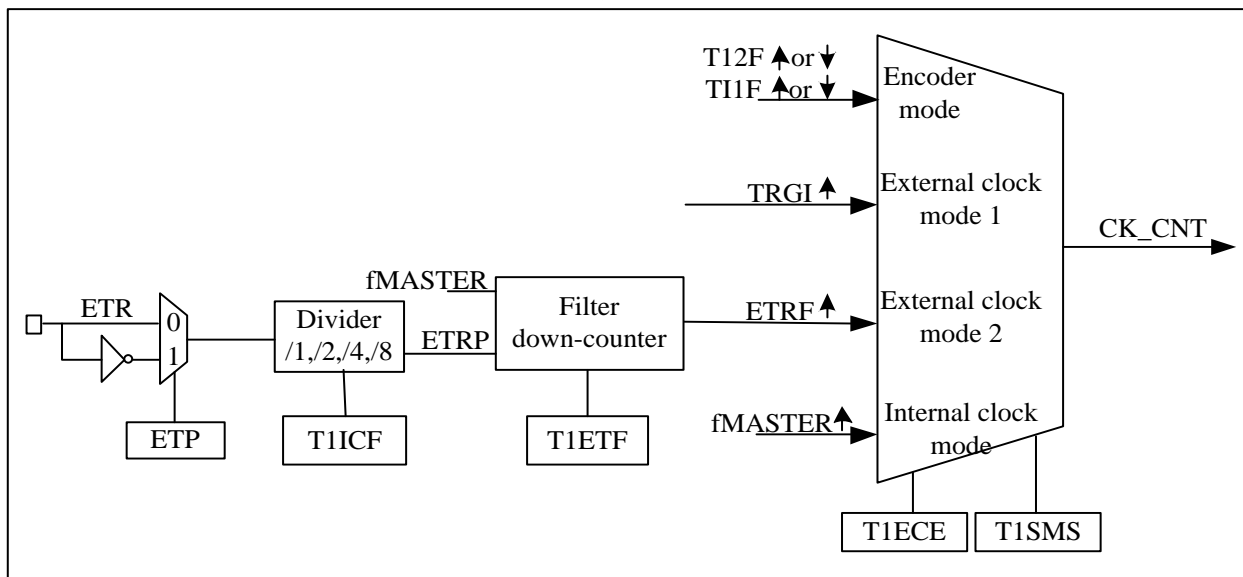 T12F or
TI1F or
Encoder
mode
TRGI
External clock
mode 1
CK_CNT
fMASTER
ETR
0
1
Divider
/1,/2,/4,/8
ETRP
Filter
down-counter
ETRF
External clock
mode 2
fMASTER
Internal clock
mode
ETP
T1ICF
T1ETF
T1ECE
T1SMS